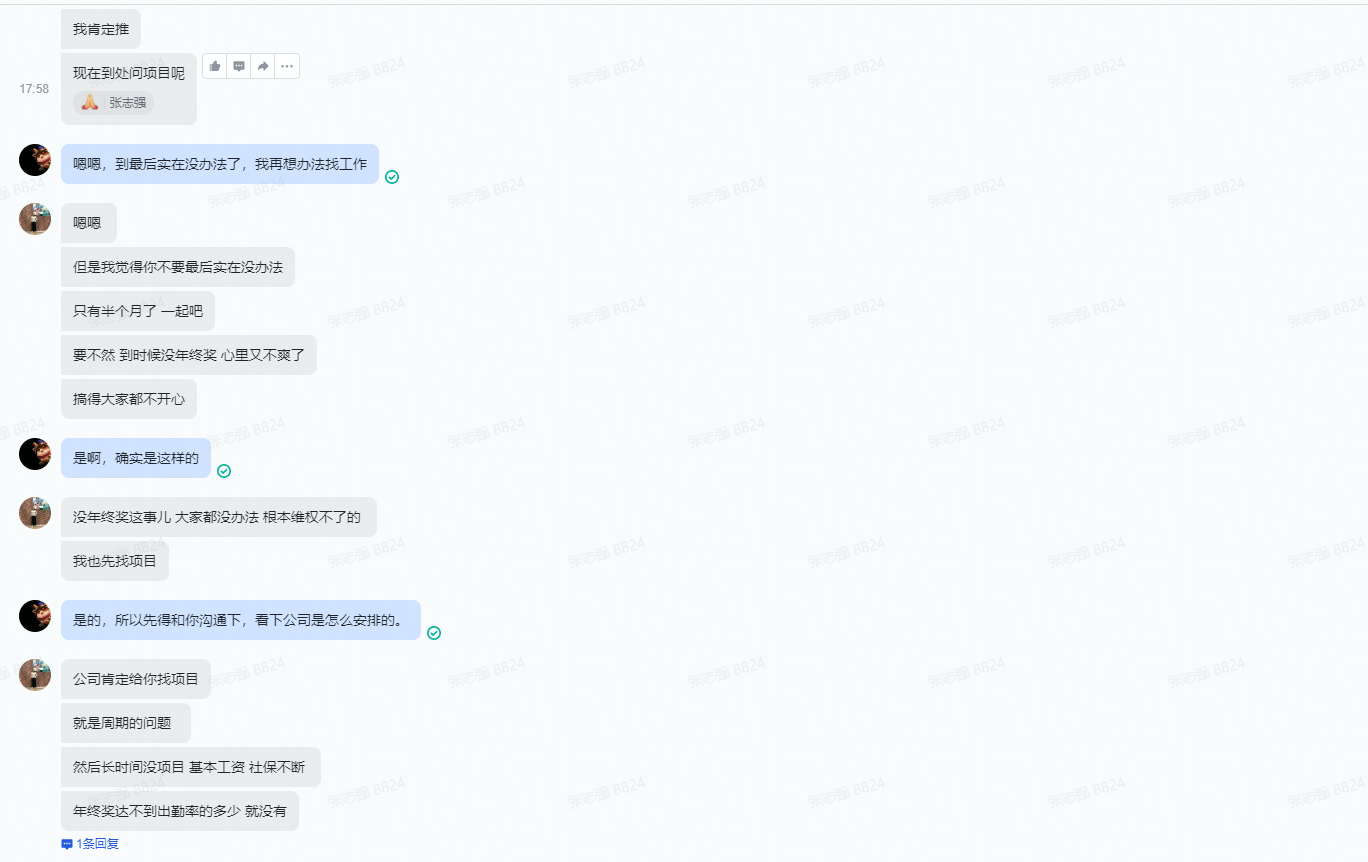 我肯定推
现在到处问项目呢
17:58
张志强
嗯嗯，到最后实在没办法了，我再想办法找工作
嗯嗯
但是我觉得你不要最后实在没办法
只有半个月了 一起吧
要不然 到时候没年终奖 心里又不爽了
搞得大家都不开心
是啊，确实是这样的
没年终奖这事儿 大家都没办法 根本维权不了的
我也先找项目
是的，所以先得和你沟通下，看下公司是怎么安排的。
公司肯定给你找项目
就是周期的问题
然后长时间没项目 基本工资 社保不断
年终奖达不到出勤率的多少 就没有
1条回复
张志强 8824